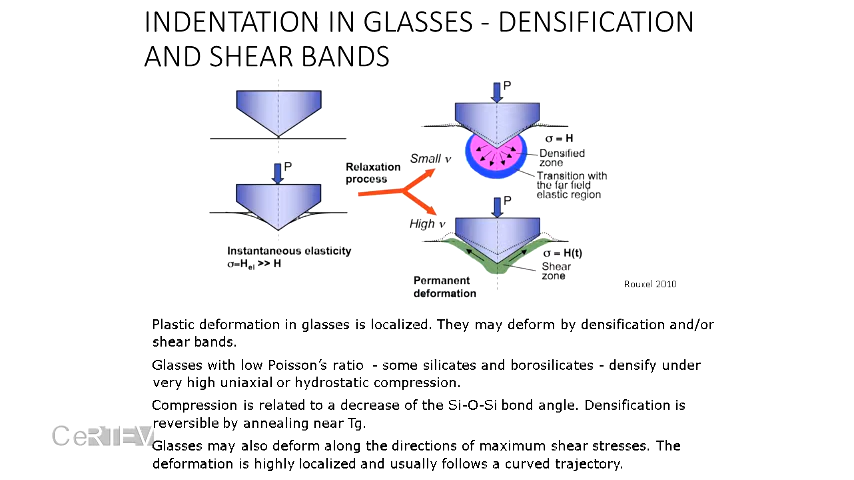 INDENTATION IN GLASSES - DENSIFICATION
AND SHEAR BANDS
P
σ = H
Small ν
Densified
zone
Relaxation
process
Transition with
the far field
elastic region
P
P
High ν
Instantaneous elasticity
σ=Hel >> H
σ = H(t)
Shear
zone
Permanent
deformation
Rouxel 2010
Plastic deformation in glasses is localized. They may deform by densification and/or
shear bands.
Glasses with low Poisson’s ratio - some silicates and borosilicates - densify under
very high uniaxial or hydrostatic compression.
Compression is related to a decrease of the Si-O-Si bond angle. Densification is
reversible by annealing near Tg.
CeRTEV
Glasses may also deform along the directions of maximum shear stresses. The
deformation is highly localized and usually follows a curved trajectory.